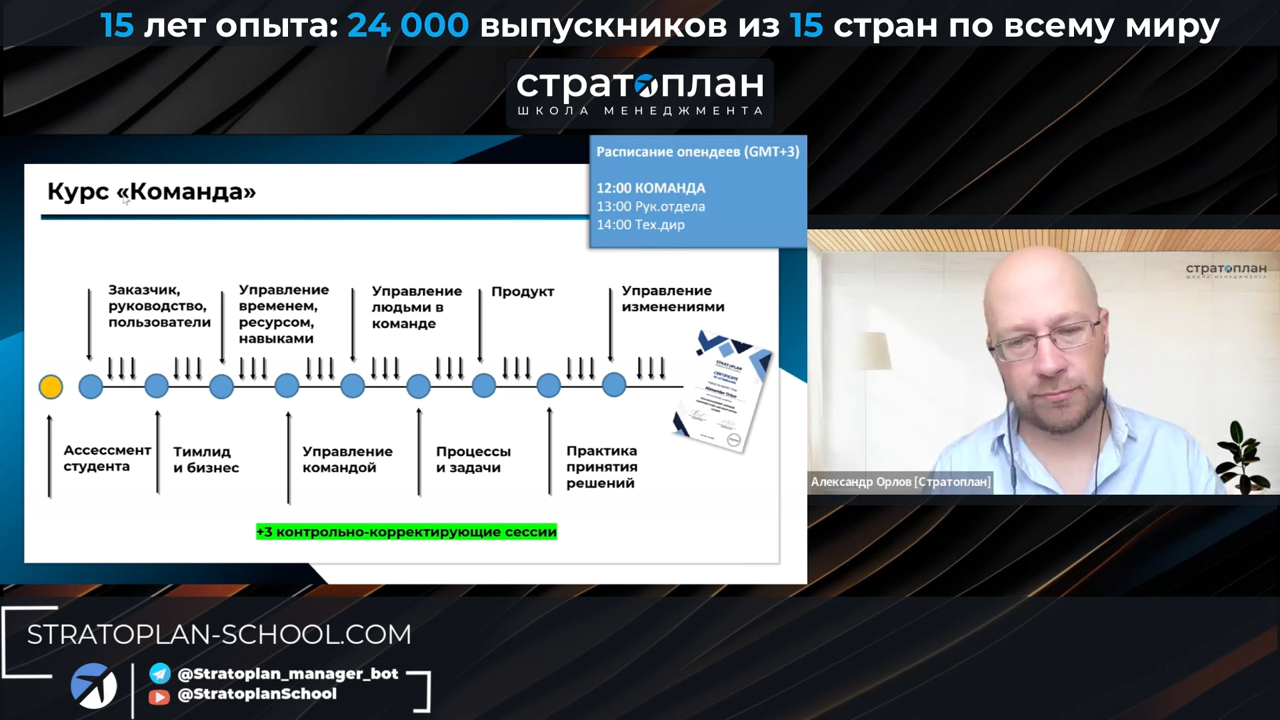 15 лет опыта: 24 000 выпускников из 15 стран по всему миру
стратоплан
ШКОЛА МЕНЕДЖМЕНТА
Расписание опендеев (GMT+3)
12:00 КОМАНДА
13:00 Рук.отдела
14:00 Тех.дир
Курс «Команда»
Заказчик,
руководство,
пользователи
Управление
временем,
ресурсом,
навыками
Управление
людьми в
команде
Продукт
Управление
изменениями
Ассессмент
студента
Тимлид
и бизнес
Управление
командой
Процессы
и задачи
Практика
принятия
решений
+3 контрольно-корректирующие сессии
стратоплан
ШКОЛА МЕНЕДЖМЕНТА
Александр Орлов [Стратоплан]
STRATOPLAN-SCHOOL.COM
@Stratoplan_manager_bot
@StratoplanSchool